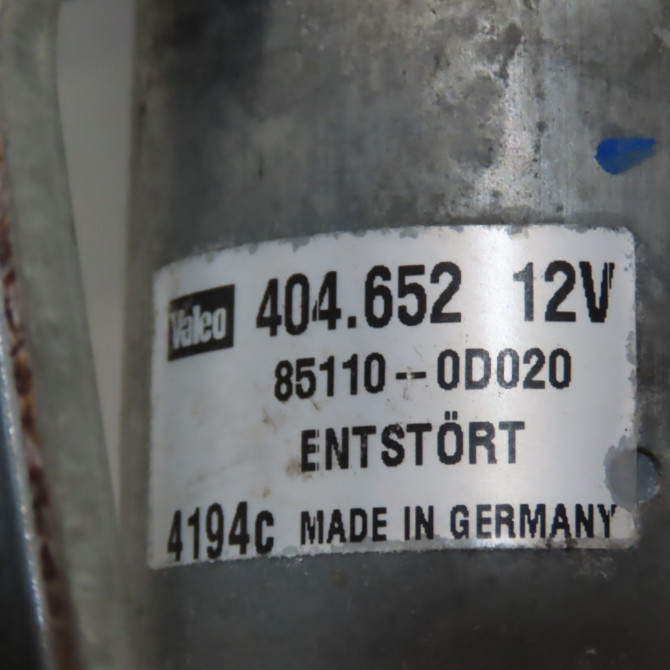 Valeo 404.652 12V
85110--0D020
ENTSTÖRT
4194c MADE IN GERMANY